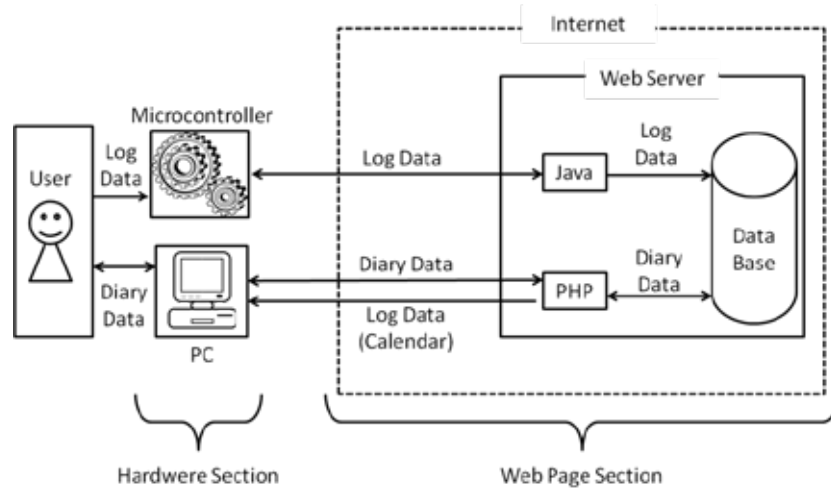 Internet
Web Server
Microcontroller
User
Log
Data
Log Data
Java
Log
Data
Data
Base
Diary
Data
PC
Diary Data
Log Data
(Calendar)
PHP
Diary
Data
Hardwere Section
Web Page Section